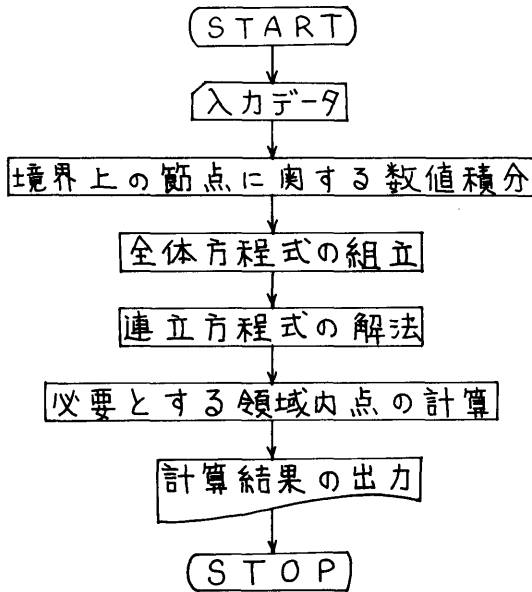 START
入力データ
境界上の節点に関する数値積分
全体方程式の組立
連立方程式の解法
必要とする領域内点の計算
計算結果の出力
STOP